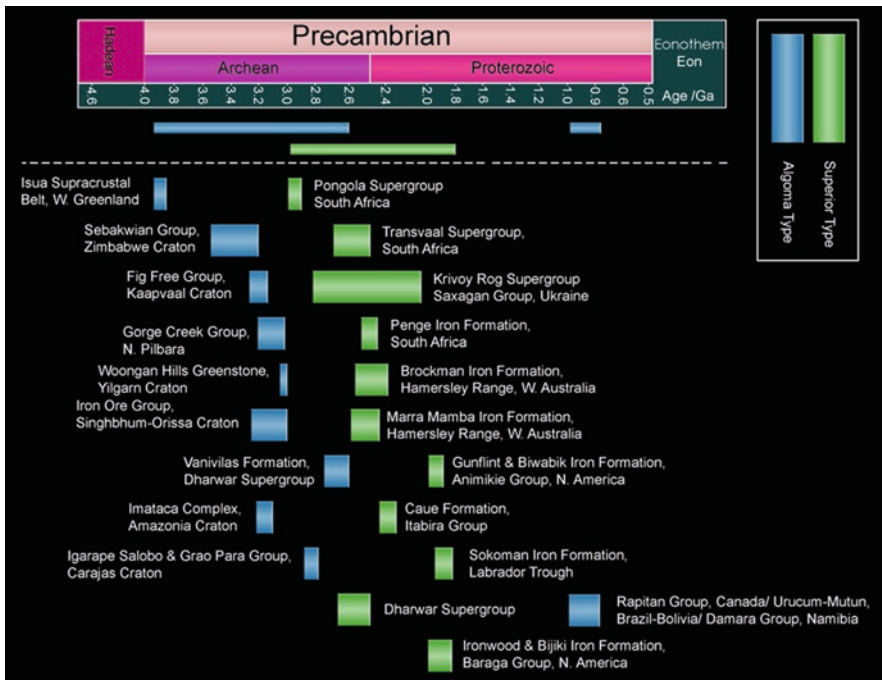 Hadean
Precambrian
Archean
Proterozoic
Eonothem
Eon
4.6 4.0 3.8 3.6 3.2 3.0 2.8 2.6 2.4 2.0 1.8 1.6 1.4 1.2 1.0 0.9 0.6 0.5 Age /Ga
Algoma Type
Superior Type
Isua Supracrustal
Belt, W. Greenland
Pongola Supergroup
South Africa
Sebakwian Group,
Zimbabwe Craton
Transvaal Supergroup,
South Africa
Fig Free Group,
Kaapvaal Craton
Krivoy Rog Supergroup
Saxagan Group, Ukraine
Gorge Creek Group,
N. Pilbara
Penge Iron Formation,
South Africa
Woongan Hills Greenstone,
Yilgarn Craton
Brockman Iron Formation,
Hamersley Range, W. Australia
Iron Ore Group,
Singhbhum-Orissa Craton
Marra Mamba Iron Formation,
Hamersley Range, W. Australia
Vanivilas Formation,
Dharwar Supergroup
Gunflint & Biwabik Iron Formation,
Animikie Group, N. America
Imataca Complex,
Amazonia Craton
Caue Formation,
Itabira Group
Igarape Salobo & Grao Para Group,
Carajas Craton
Sokoman Iron Formation,
Labrador Trough
Dharwar Supergroup
Rapitan Group, Canada/ Urucum-Mutun,
Brazil-Bolivia/ Damara Group, Namibia
Ironwood & Bijiki Iron Formation,
Baraga Group, N. America